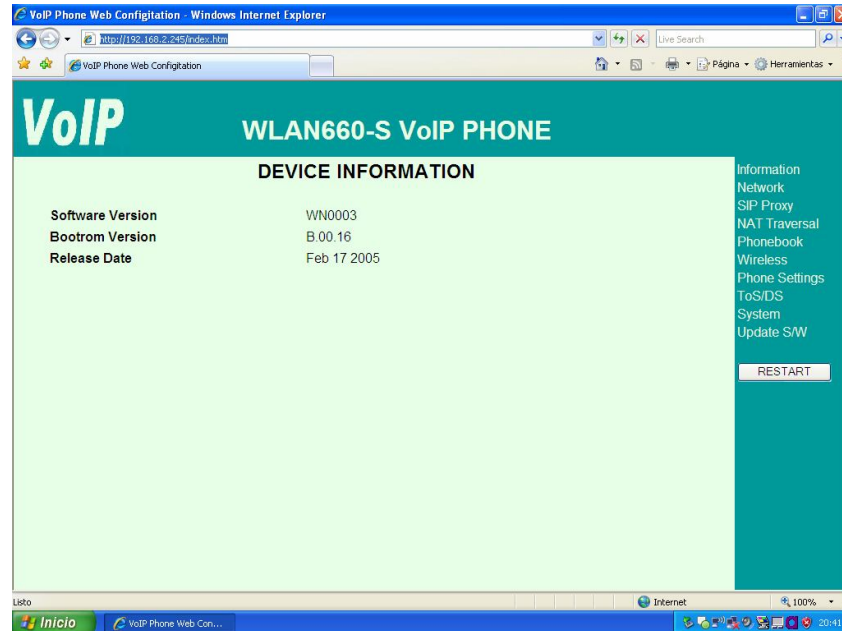 VoIP Phone Web Configitation - Windows Internet Explorer
http://192.168.2.245/index.htm
Live Search
VoIP Phone Web Configitation
Página
Herramientas
VoIP
WLAN660-S VoIP PHONE
DEVICE INFORMATION
Software Version WN0003
Bootrom Version B.00.16
Release Date Feb 17 2005
Information
Network
SIP Proxy
NAT Traversal
Phonebook
Wireless
Phone Settings
ToS/DS
System
Update S/W
RESTART
Listo
Internet
100%
Inicio
VoIP Phone Web Con...
20:41